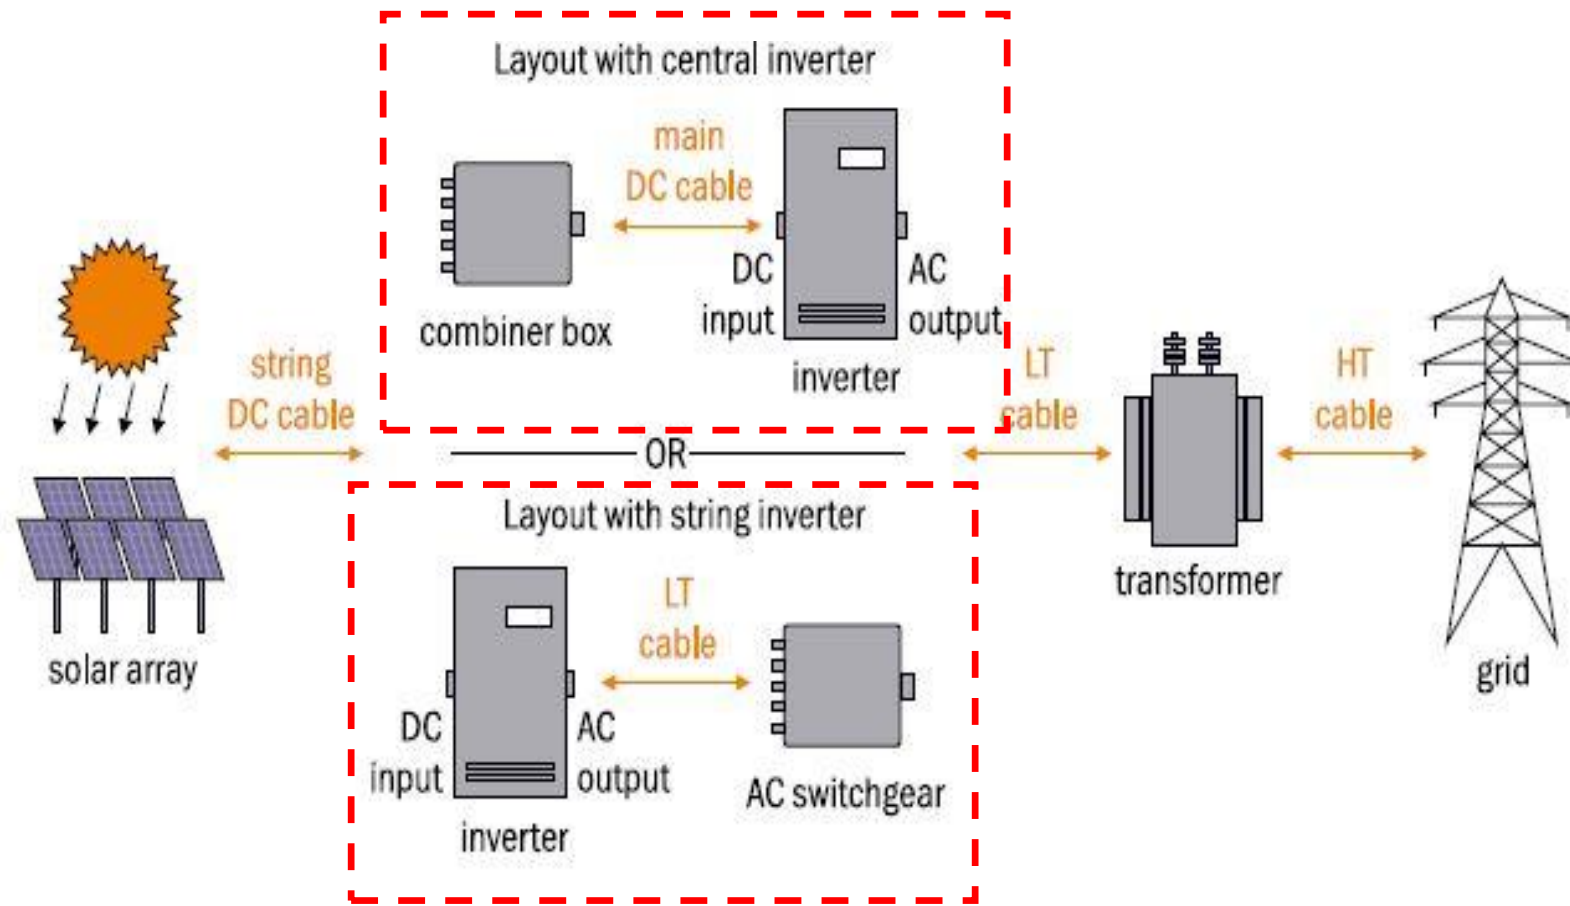 Layout with central inverter
main
DC cable
DC
input
AC
output
combiner box
inverter
string
DC cable
solar array
OR
Layout with string inverter
LT
cable
DC
input
AC
output
inverter
AC switchgear
LT
cable
transformer
HT
cable
grid